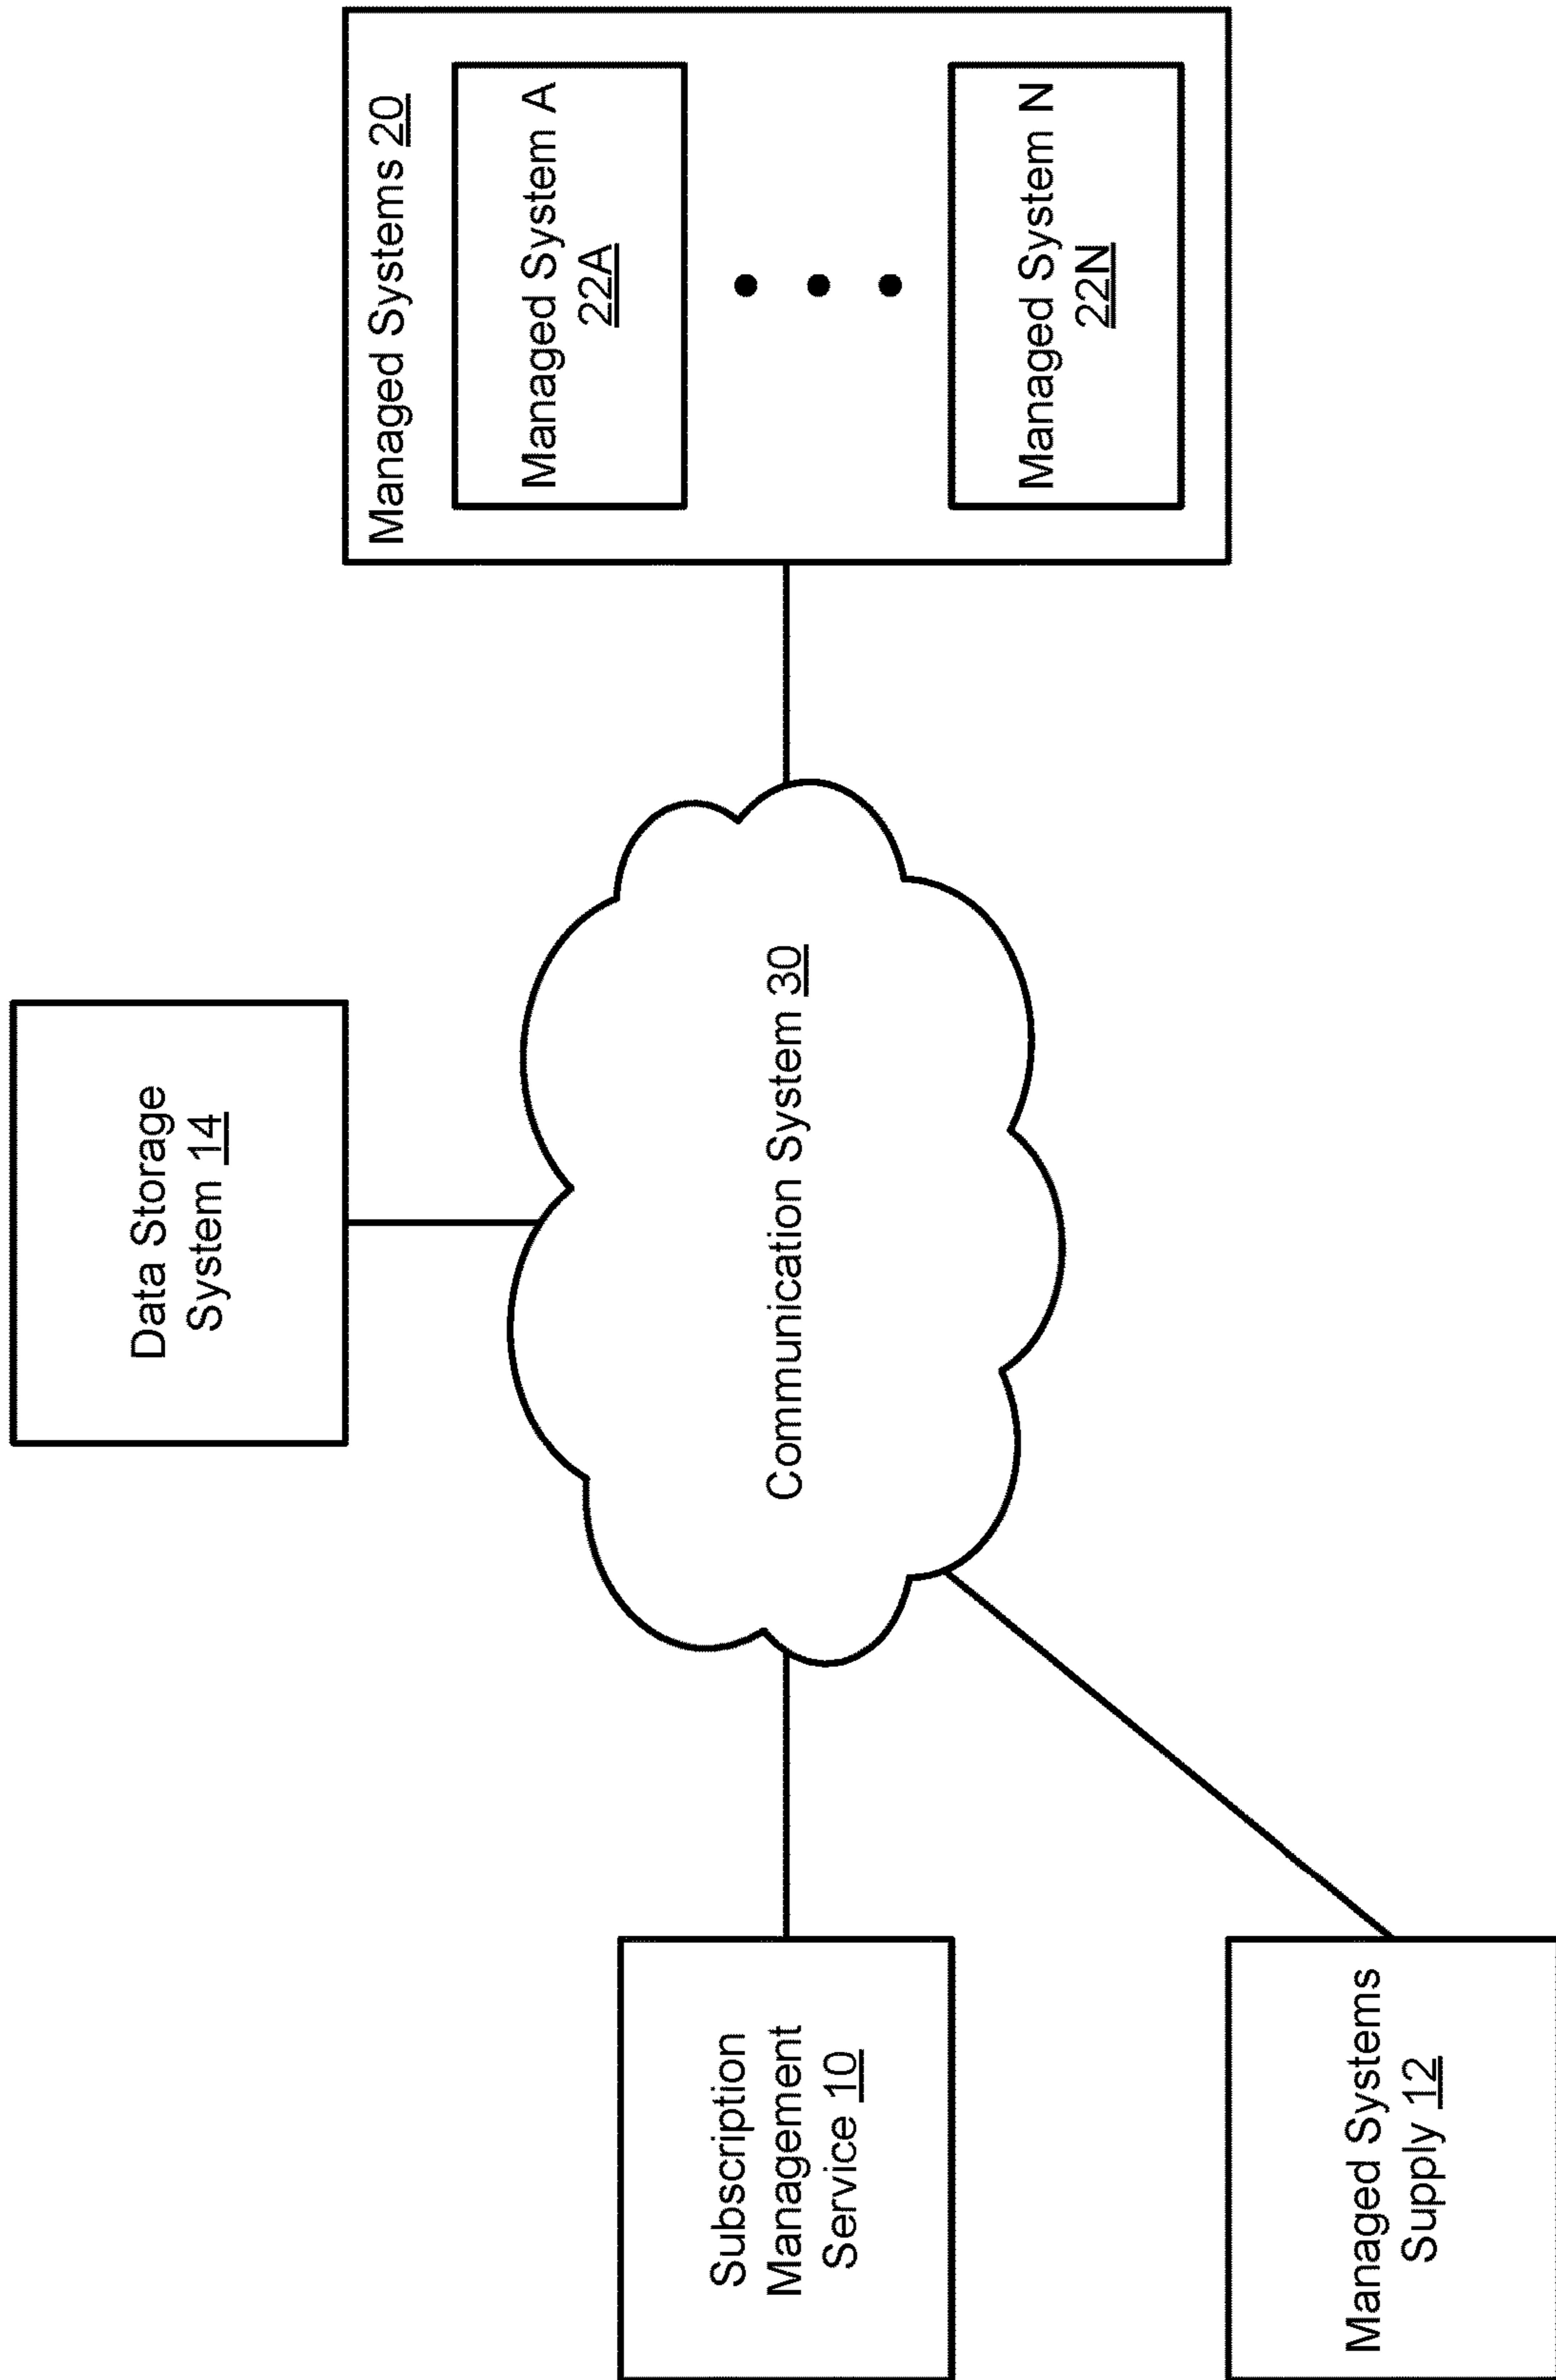 Data Storage
System 14
Subscription
Management
Service 10
Communication System 30
Managed Systems 20
Managed System A
22A
Managed System N
22N
Managed Systems
Supply 12